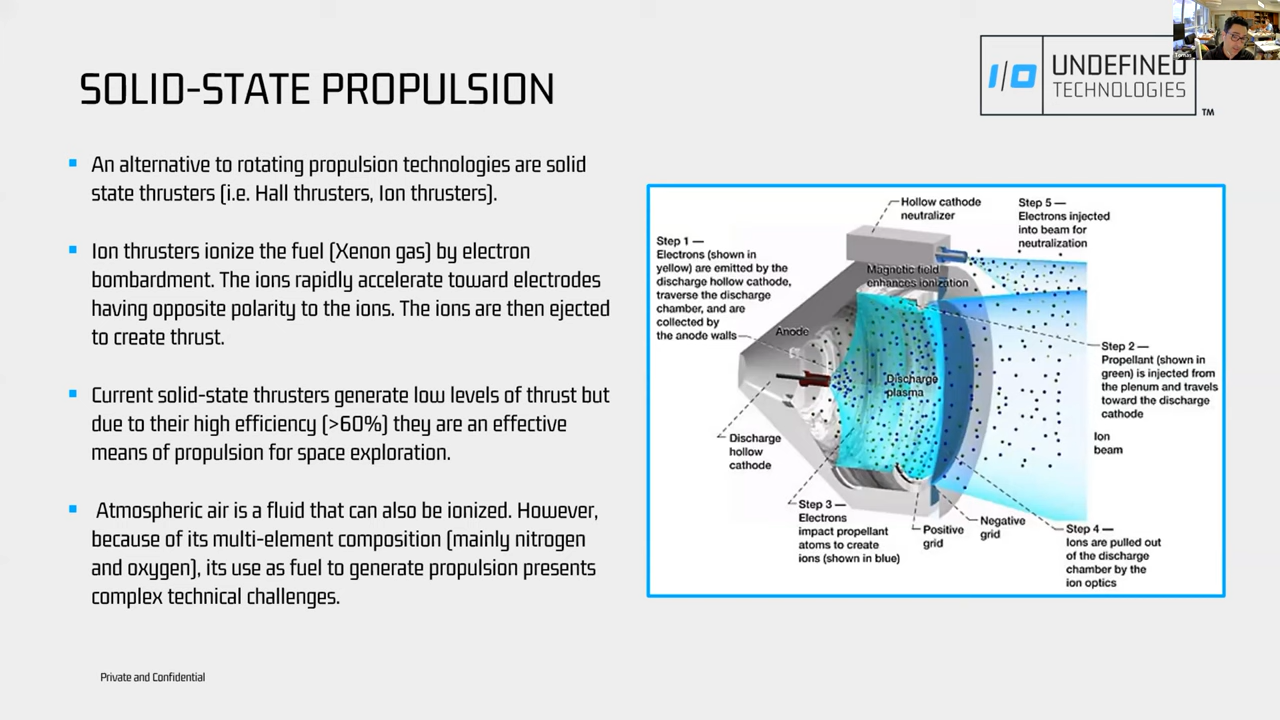 SOLID-STATE PROPULSION
I/O UNDEFINED
TECHNOLOGIES
TM
▪ An alternative to rotating propulsion technologies are solid
state thrusters (i.e. Hall thrusters, Ion thrusters).
▪ Ion thrusters ionize the fuel (Xenon gas) by electron
bombardment. The ions rapidly accelerate toward electrodes
having opposite polarity to the ions. The ions are then ejected
to create thrust.
▪ Current solid-state thrusters generate low levels of thrust but
due to their high efficiency (>60%) they are an effective
means of propulsion for space exploration.
▪ Atmospheric air is a fluid that can also be ionized. However,
because of its multi-element composition (mainly nitrogen
and oxygen), its use as fuel to generate propulsion presents
complex technical challenges.
Hollow cathode
neutralizer
Step 5 —
Electrons injected
into beam for
neutralization
Step 1 —
Electrons (shown in
yellow) are emitted by the
discharge hollow cathode,
traverse the discharge
chamber, and are
collected by
the anode walls
Magnetic field
enhances ionization
Anode
Step 2 —
Propellant (shown in
green) is injected from
the plenum and travels
toward the discharge
cathode
Discharge
plasma
Discharge
hollow
cathode
Ion
beam
Step 3 —
Electrons
impact propellant
atoms to create
ions (shown in blue)
Positive
grid
Negative
grid
Step 4 —
Ions are pulled out
of the discharge
chamber by the
ion optics
Private and Confidential